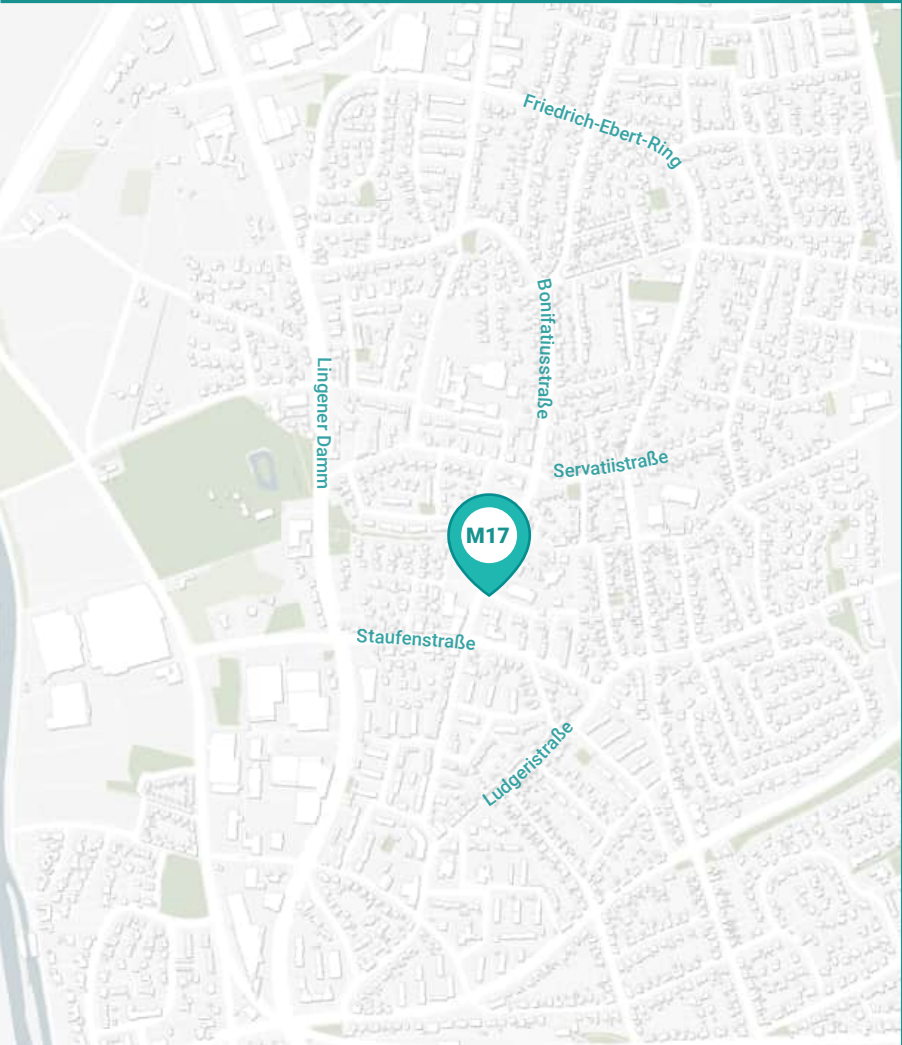 Friedrich-Ebert-Ring
Bonifatiusstraße
Lingener Damm
Servatiistraße
M17
Staufenstraße
Ludgeristraße